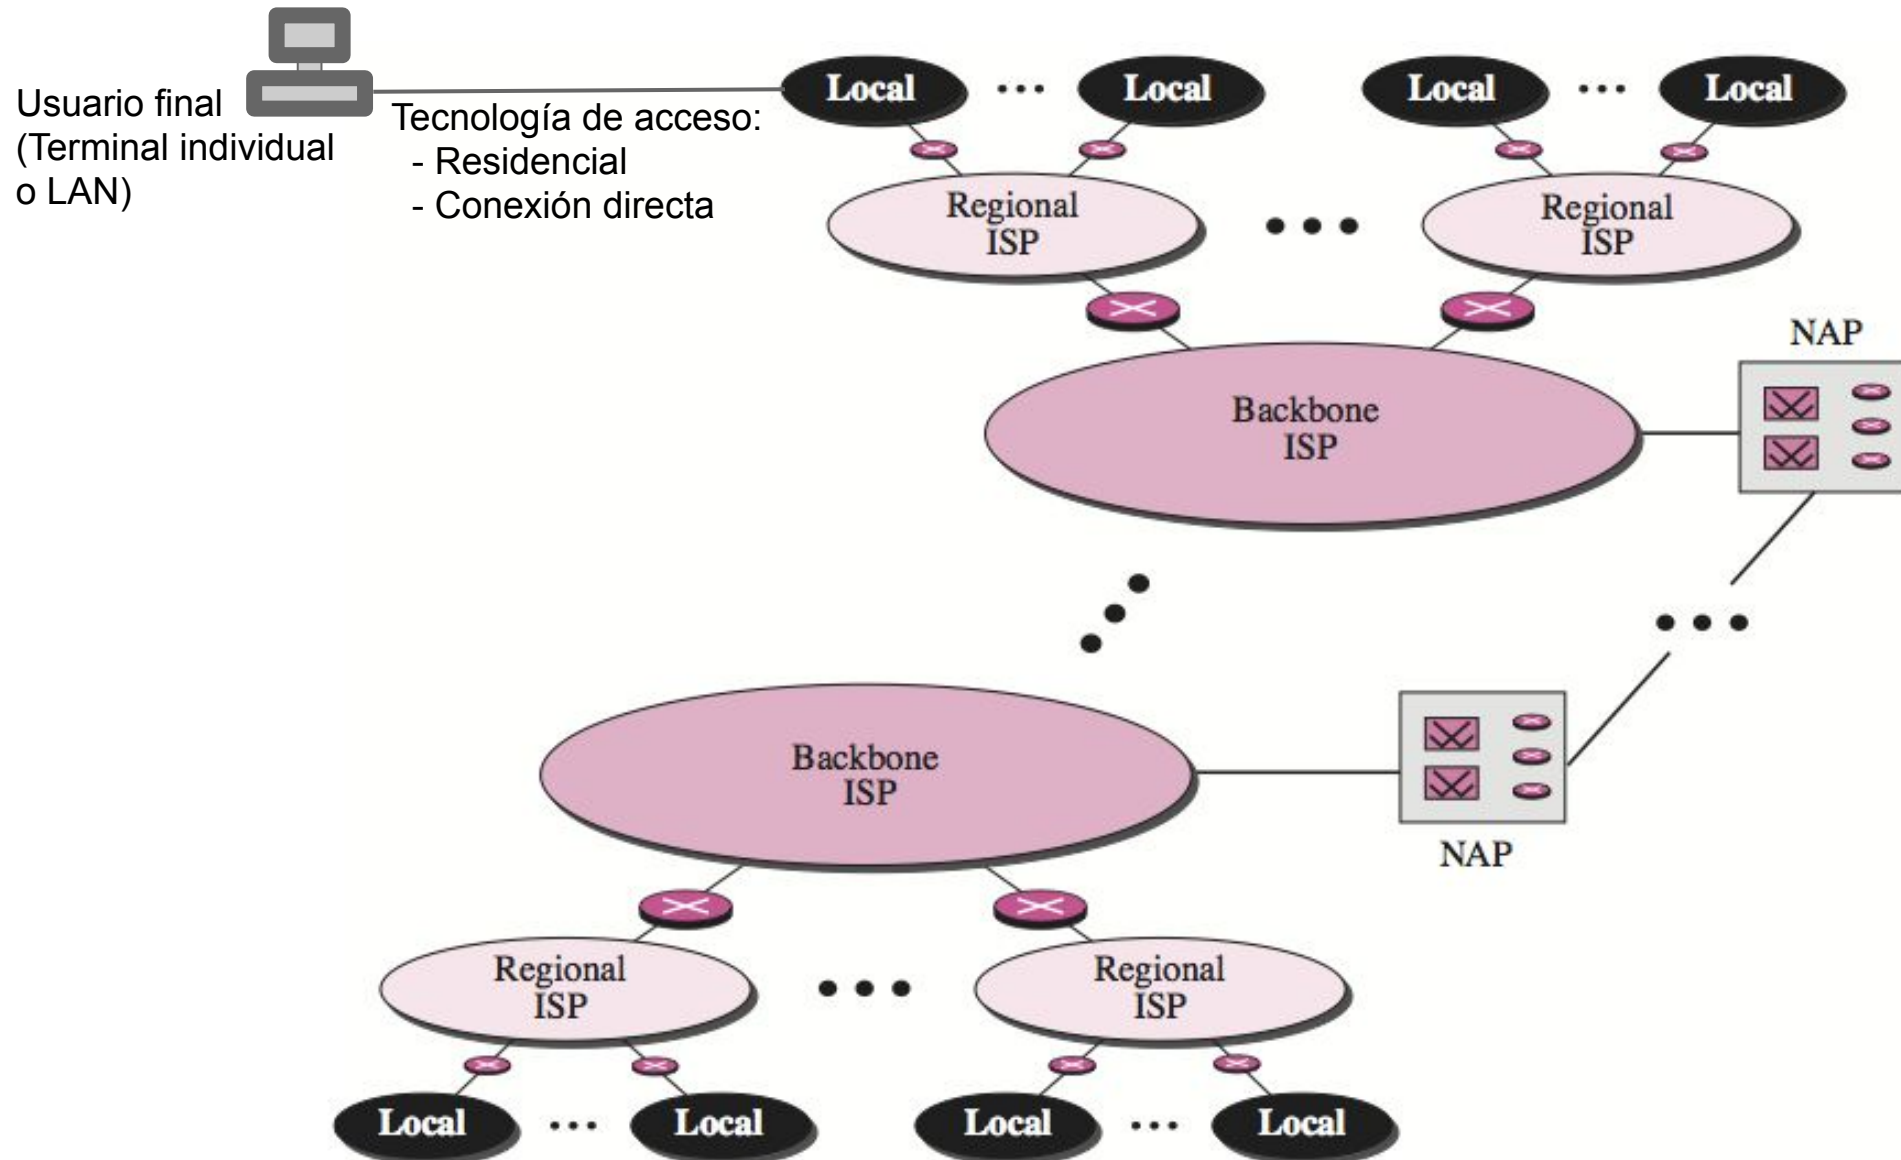 Usuario final
(Terminal individual
o LAN)
Tecnología de acceso:
- Residencial
- Conexión directa
Local
Local
Local
Local
Regional
ISP
Regional
ISP
NAP
Backbone
ISP
Backbone
ISP
NAP
Regional
ISP
Regional
ISP
Local
Local
Local
Local